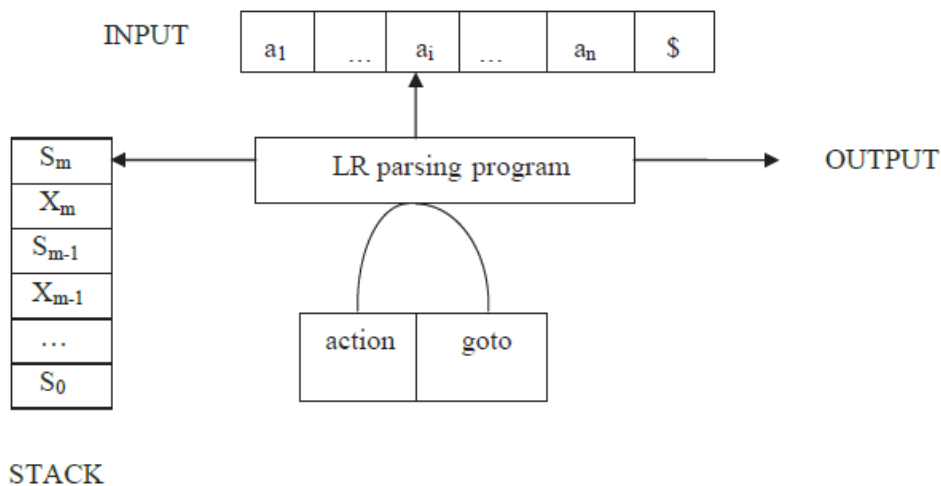 INPUT
a1 … ai … an $
Sm
LR parsing program
OUTPUT
Xm
Sm-1
Xm-1
action goto
…
S0
STACK